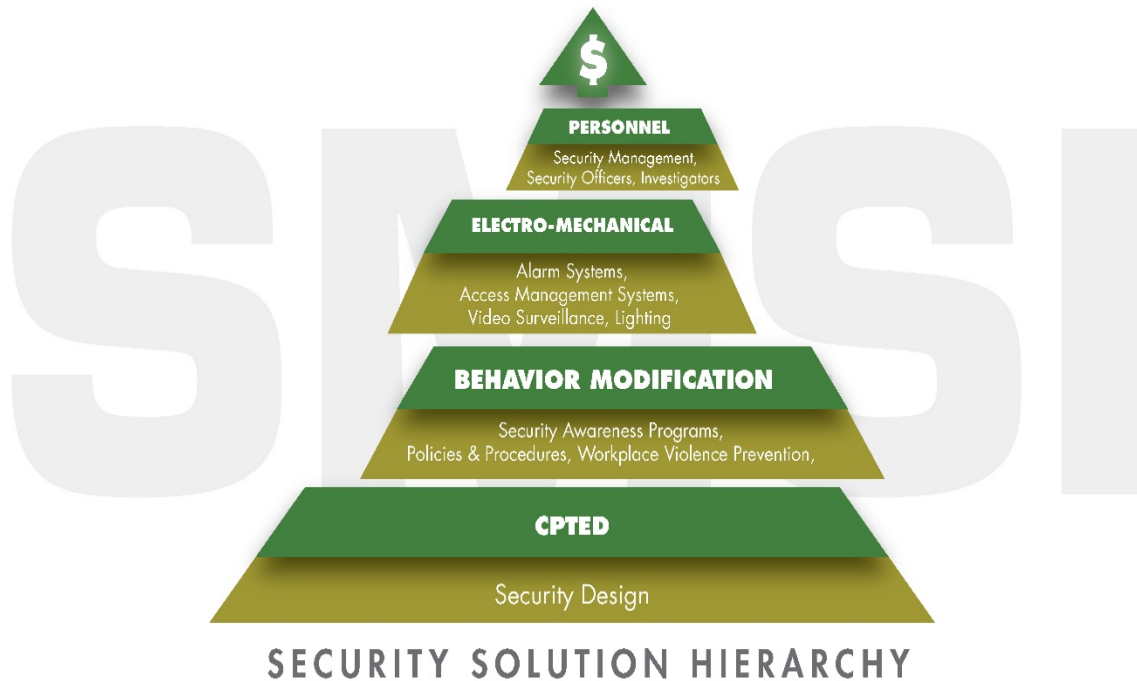 $
PERSONNEL
Security Management,
Security Officers, Investigators
ELECTRO-MECHANICAL
Alarm Systems,
Access Management Systems,
Video Surveillance, Lighting
BEHAVIOR MODIFICATION
Security Awareness Programs,
Policies & Procedures, Workplace Violence Prevention,
CPTED
Security Design
SECURITY SOLUTION HIERARCHY
SMSI